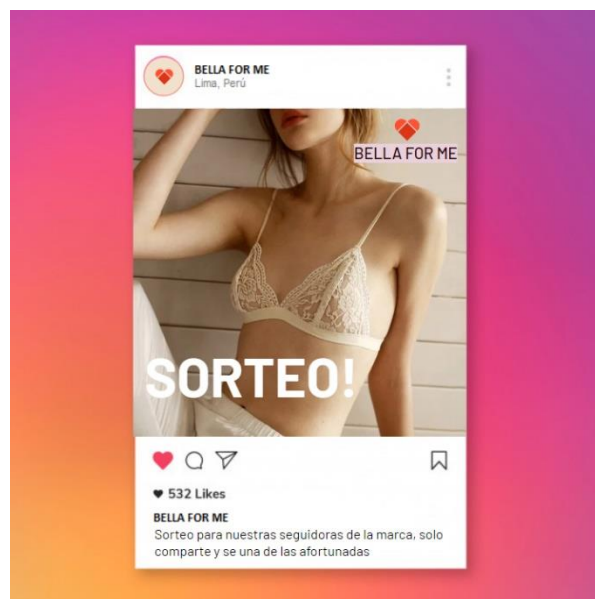 BELLA FOR ME
Lima, Perú
BELLA FOR ME
SORTEO!
532 Likes
BELLA FOR ME
Sorteo para nuestras seguidoras de la marca, solo
comparte y se una de las afortunadas